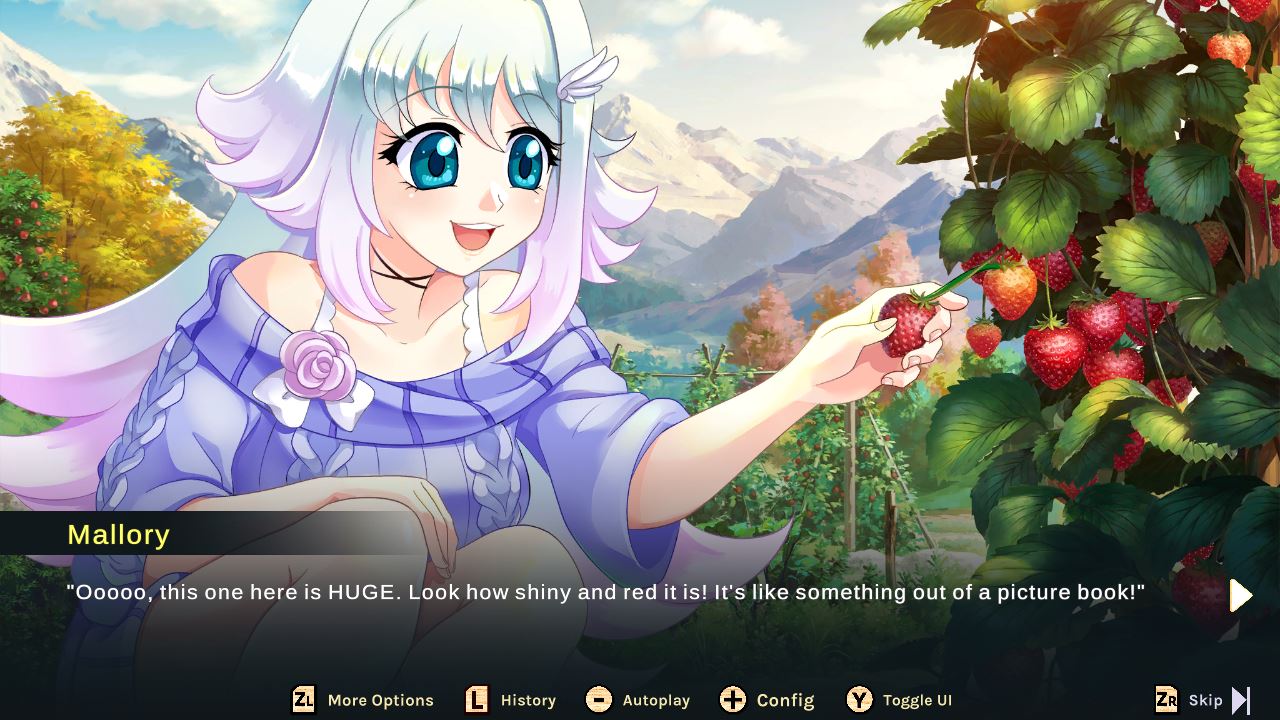 Mallory
"Ooooo, this one here is HUGE. Look how shiny and red it is! It's like something out of a picture book!"
ZL More Options L History - Autoplay + Config Y Toggle UI ZR Skip